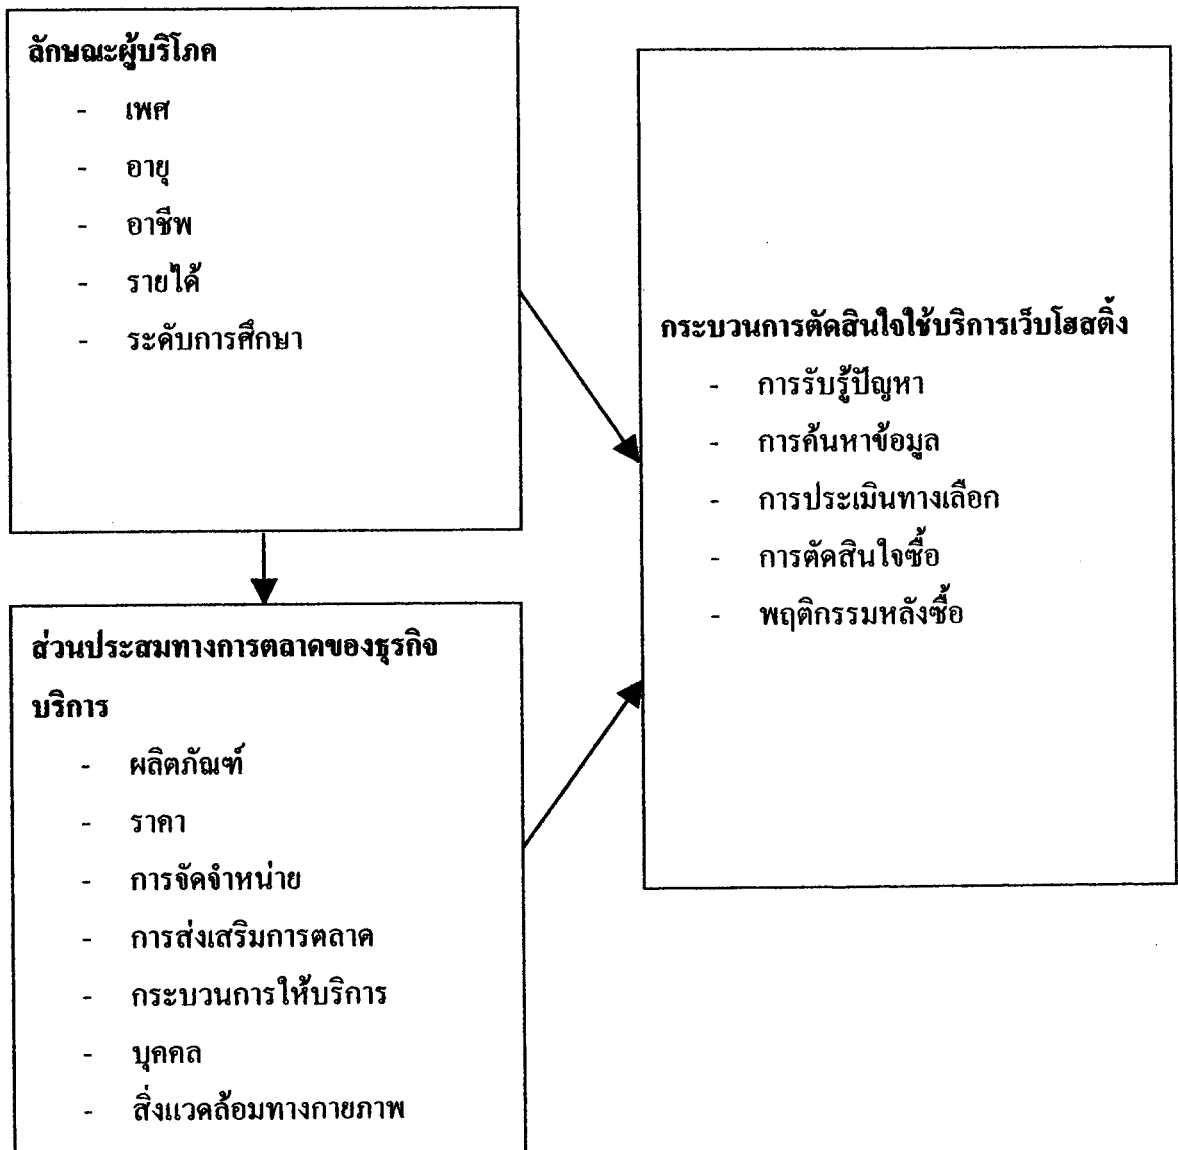 ลักษณะผู้บริโภค
- เพศ
- อายุ
- อาชีพ
- รายได้
- ระดับการศึกษา
ส่วนประสมทางการตลาดของธุรกิจ
บริการ
- ผลิตภัณฑ์
- ราคา
- การจัดจำหน่าย
- การส่งเสริมการตลาด
- กระบวนการให้บริการ
- บุคคล
- สิ่งแวดล้อมทางกายภาพ
กระบวนการตัดสินใจใช้บริการเว็บโฮสติ้ง
- การรับรู้ปัญหา
- การค้นหาข้อมูล
- การประเมินทางเลือก
- การตัดสินใจซื้อ
- พฤติกรรมหลังซื้อ